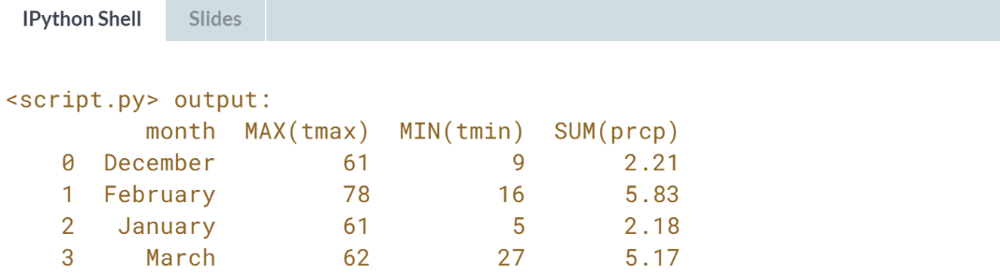 IPython Shell Slides
<script.py> output:
month MAX(tmax) MIN(tmin) SUM(prcp)
0 December 61 9 2.21
1 February 78 16 5.83
2 January 61 5 2.18
3 March 62 27 5.17